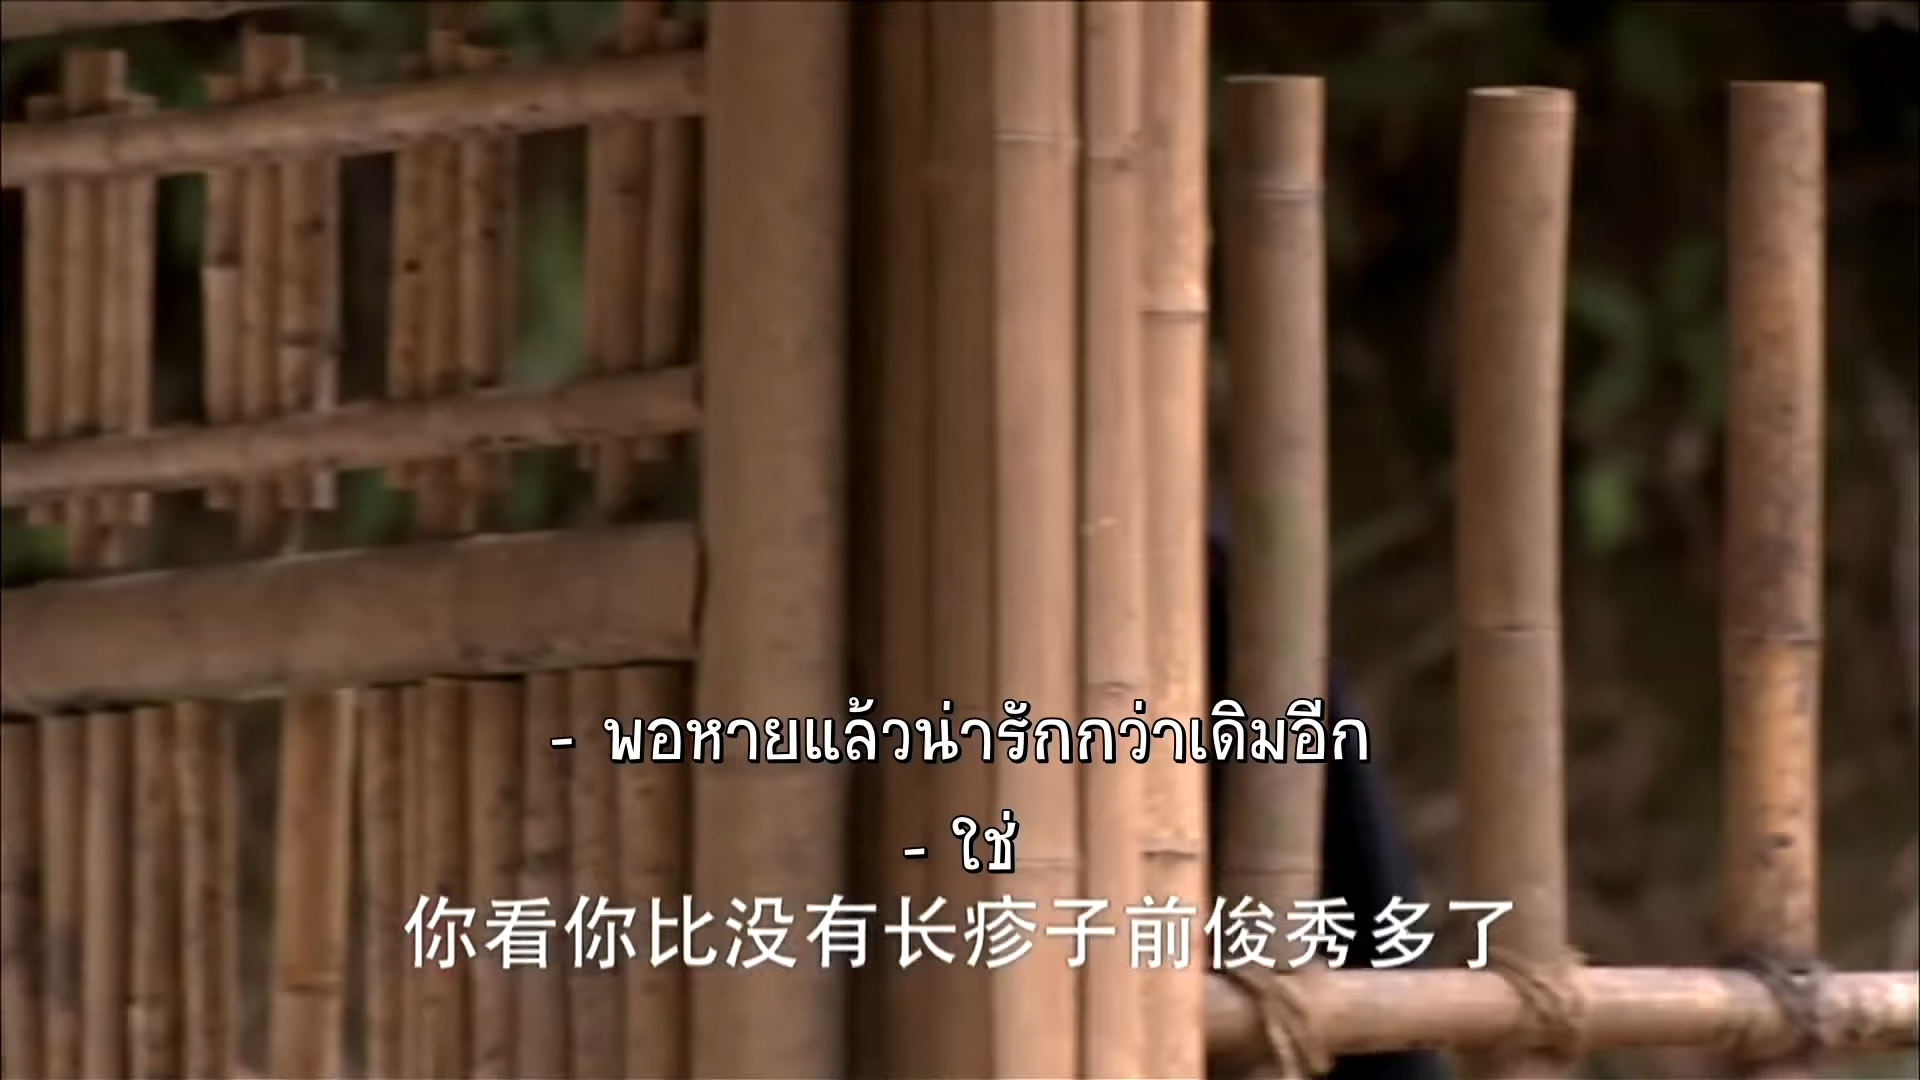 - พอหายแล้วน่ารักกว่าเดิมอีก
- ใช่
你看你比没有长疹子前俊秀多了